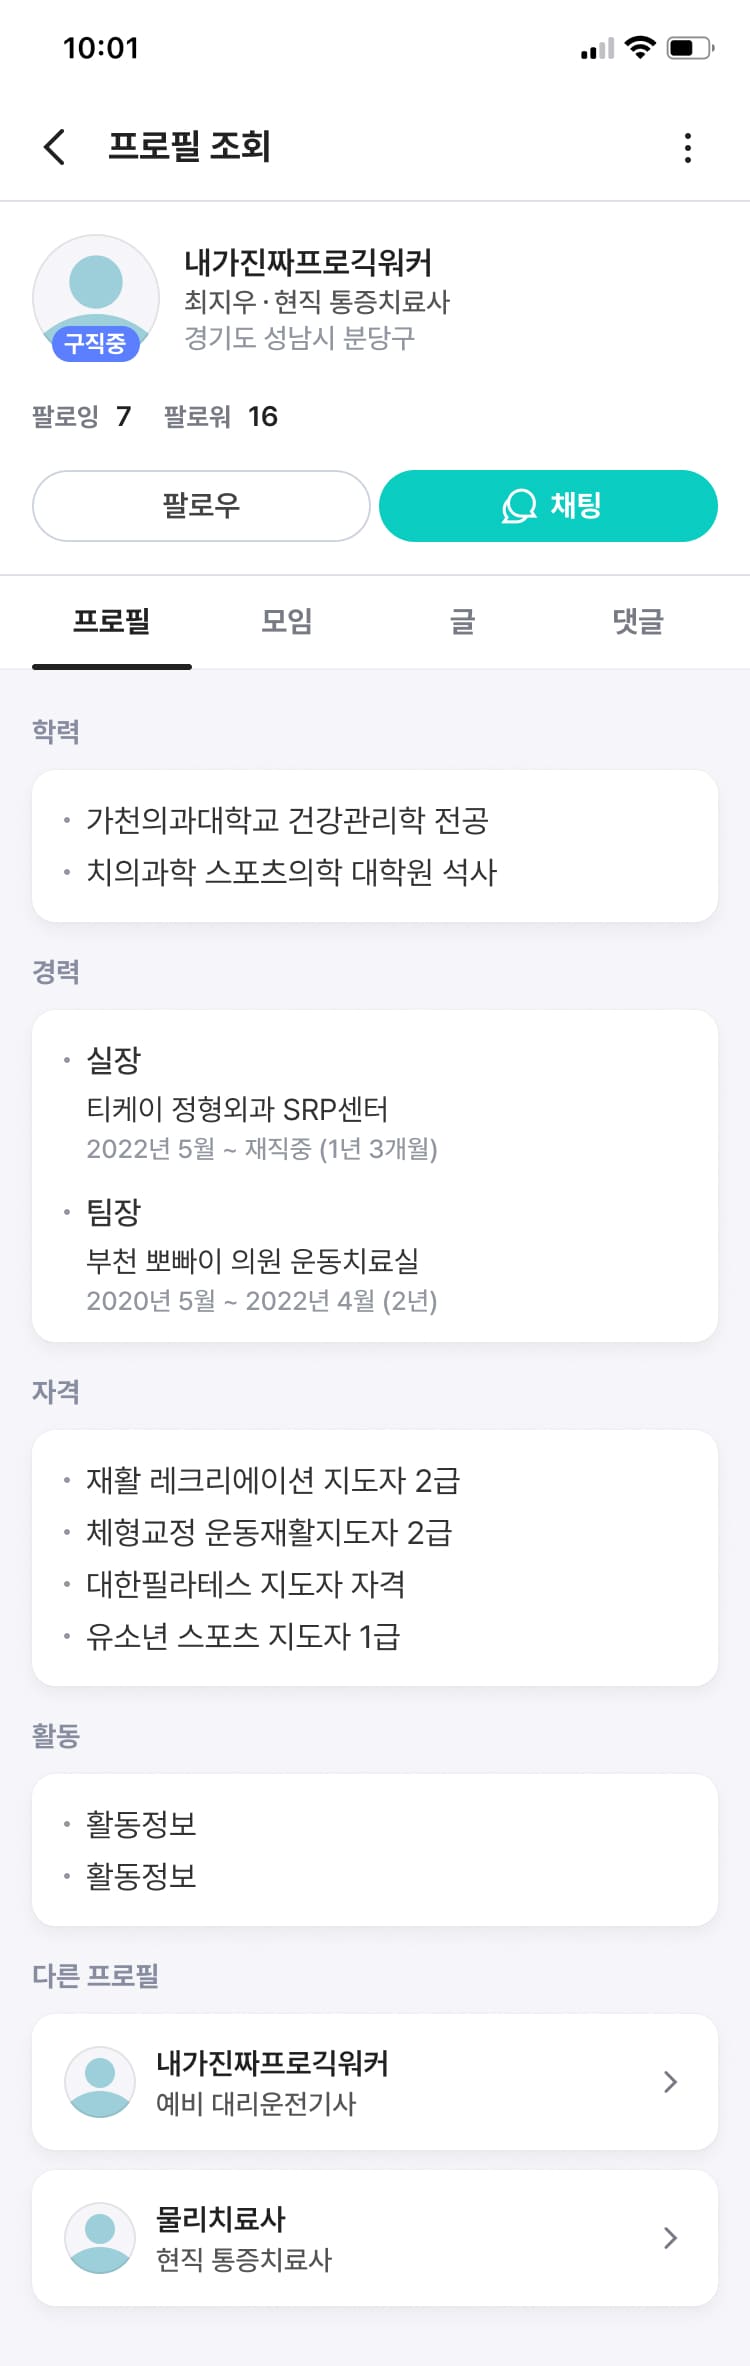 10:01
프로필 조회
내가진짜프로긱워커
최지우 · 현직 통증치료사
경기도 성남시 분당구
구직중
팔로잉 7 팔로워 16
팔로우 채팅
프로필 모임 글 댓글
학력
• 가천의과대학교 건강관리학 전공
• 치의과학 스포츠의학 대학원 석사
경력
• 실장
티케이 정형외과 SRP센터
2022년 5월 ~ 재직중 (1년 3개월)
• 팀장
부천 뽀빠이 의원 운동치료실
2020년 5월 ~ 2022년 4월 (2년)
자격
• 재활 레크리에이션 지도자 2급
• 체형교정 운동재활지도자 2급
• 대한필라테스 지도자 자격
• 유소년 스포츠 지도자 1급
활동
• 활동정보
• 활동정보
다른 프로필
내가진짜프로긱워커
예비 대리운전기사
물리치료사
현직 통증치료사